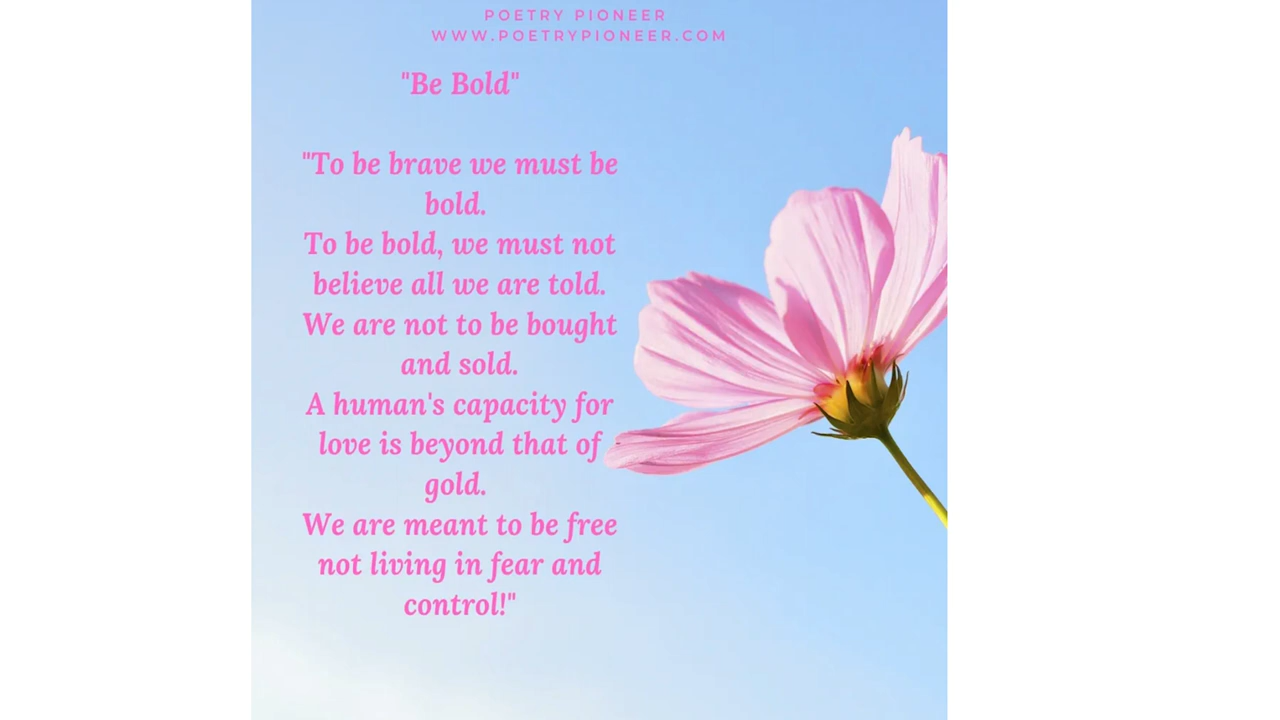 POETRY PIONEER
WWW.POETRYPIONEER.COM
"Be Bold"
"To be brave we must be
bold.
To be bold, we must not
believe all we are told.
We are not to be bought
and sold.
A human's capacity for
love is beyond that of
gold.
We are meant to be free
not living in fear and
control!"